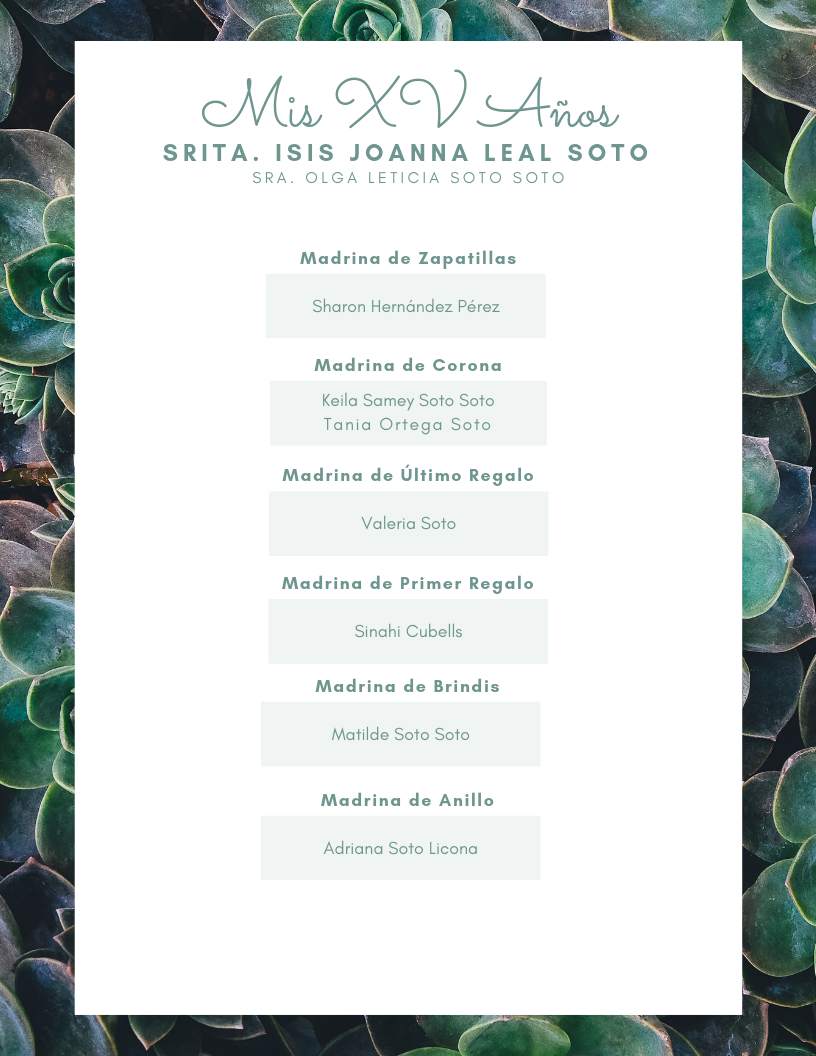 Mis XV Años
SRITA. ISIS JOANNA LEAL SOTO
SRA. OLGA LETICIA SOTO SOTO
Madrina de Zapatillas
Sharon Hernández Pérez
Madrina de Corona
Keila Samey Soto Soto
Tania Ortega Soto
Madrina de Último Regalo
Valeria Soto
Madrina de Primer Regalo
Sinahi Cubells
Madrina de Brindis
Matilde Soto Soto
Madrina de Anillo
Adriana Soto Licona